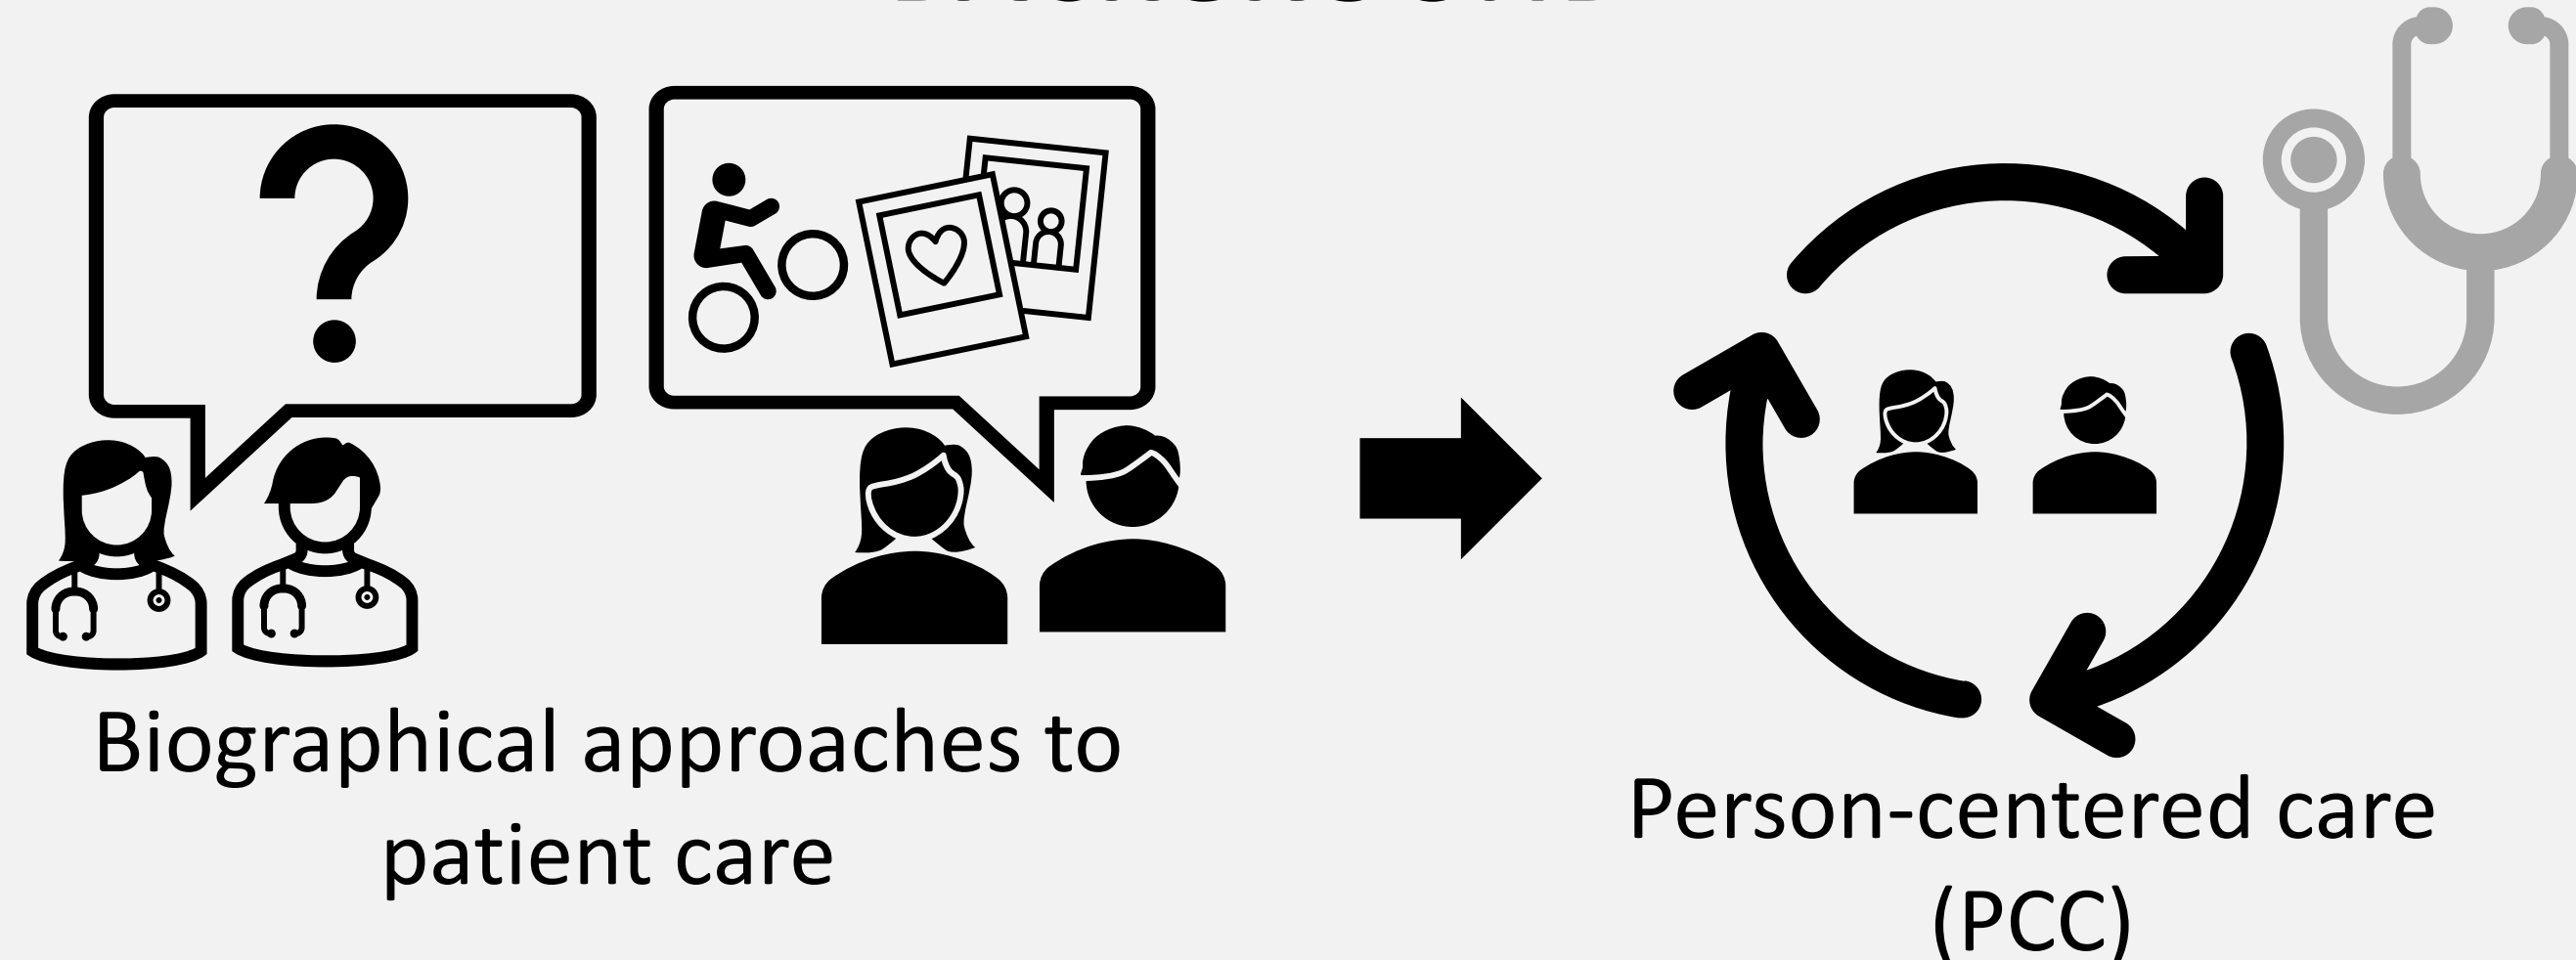 Biographical approaches to
patient care
Person-centered care
(PCC)